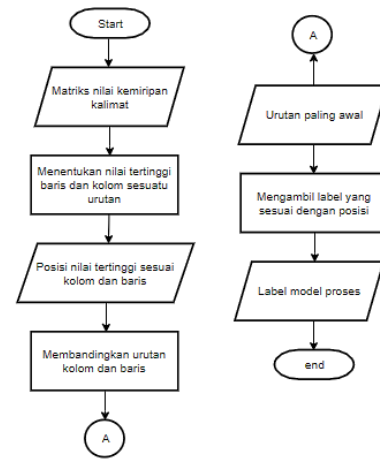 Start
Matriks nilai kemiripan
kalimat
Menentukan nilai tertinggi
baris dan kolom sesuatu
urutan
Posisi nilai tertinggi sesuai
kolom dan baris
Membandingkan urutan
kolom dan baris
A
A
Urutan paling awal
Mengambil label yang
sesuai dengan posisi
Label model proses
end